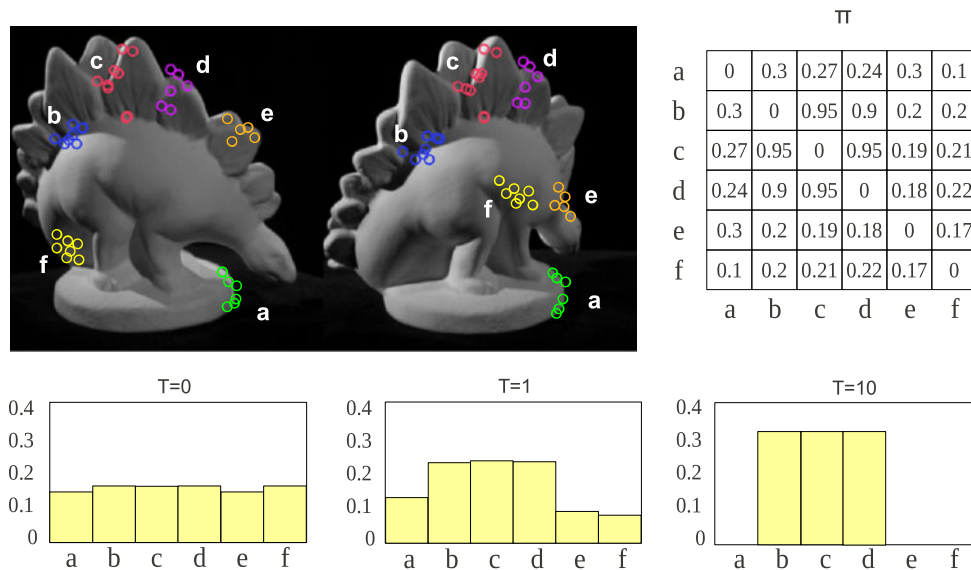 c
d
b
e
f
a
c
d
b
f
e
a
π
a 0 0.3 0.27 0.24 0.3 0.1
b 0.3 0 0.95 0.9 0.2 0.2
c 0.27 0.95 0 0.95 0.19 0.21
d 0.24 0.9 0.95 0 0.18 0.22
e 0.3 0.2 0.19 0.18 0 0.17
f 0.1 0.2 0.21 0.22 0.17 0
a b c d e f
T=0
0.4
0.3
0.2
0.1
0
a b c d e f
T=1
0.4
0.3
0.2
0.1
0
a b c d e f
T=10
0.4
0.3
0.2
0.1
0
a b c d e f